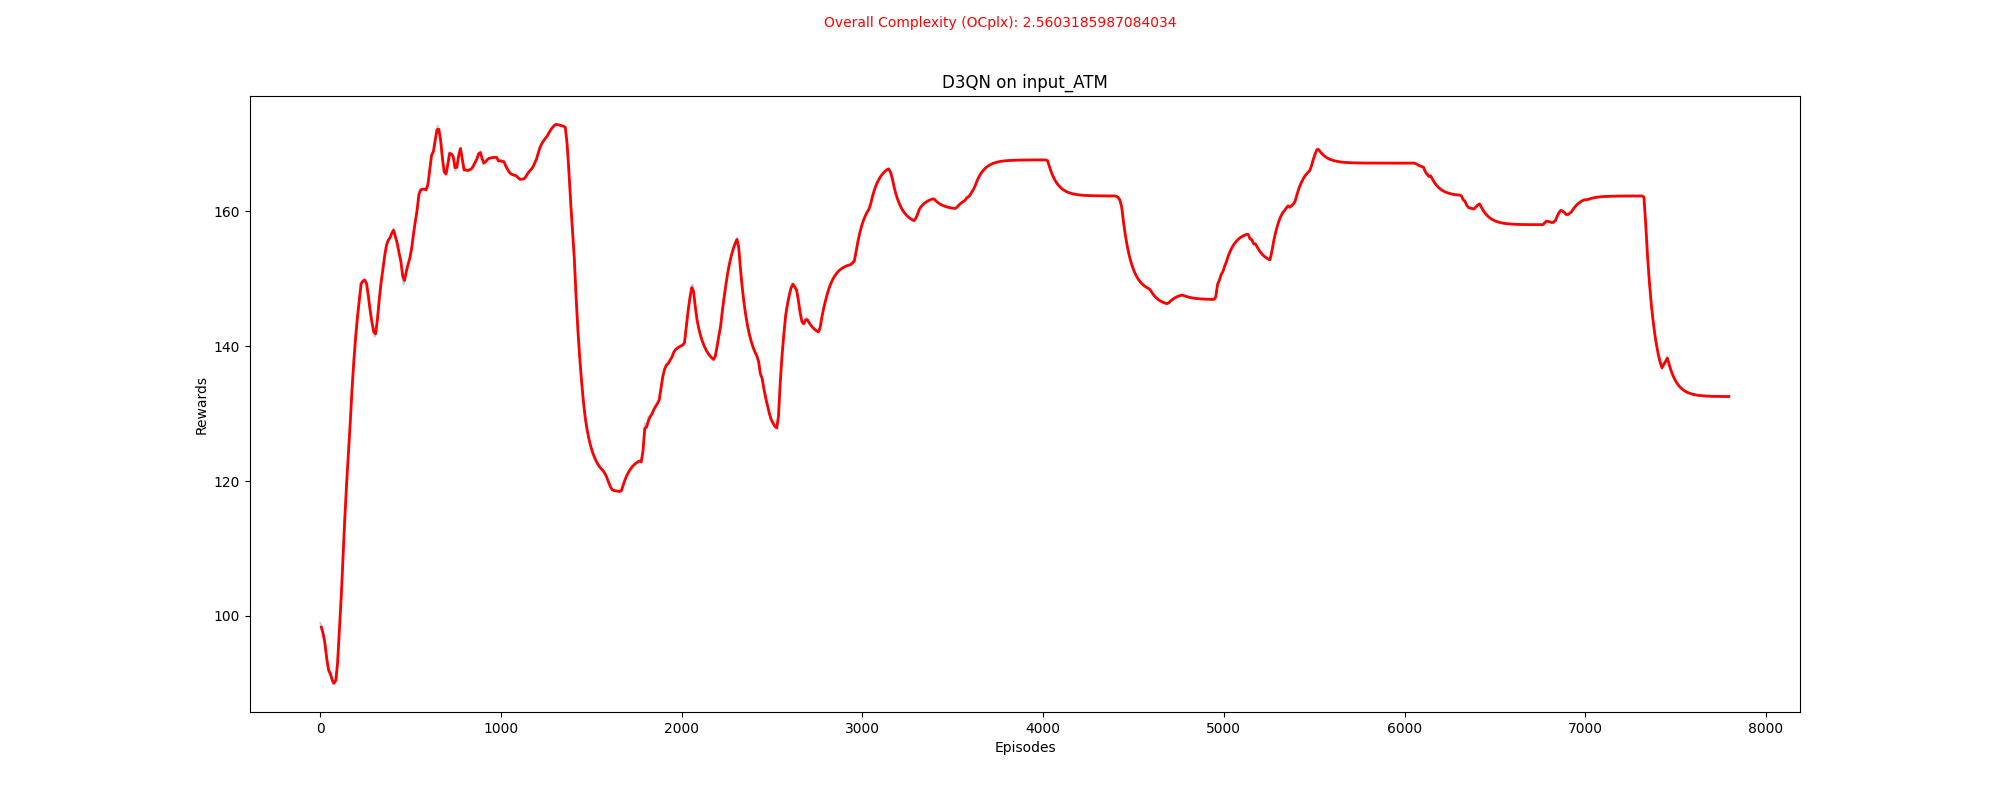 Overall Complexity (OCplx): 2.5603185987084034
D3QN on input_ATM
Rewards
160
140
120
100
0 1000 2000 3000 4000 5000 6000 7000 8000
Episodes